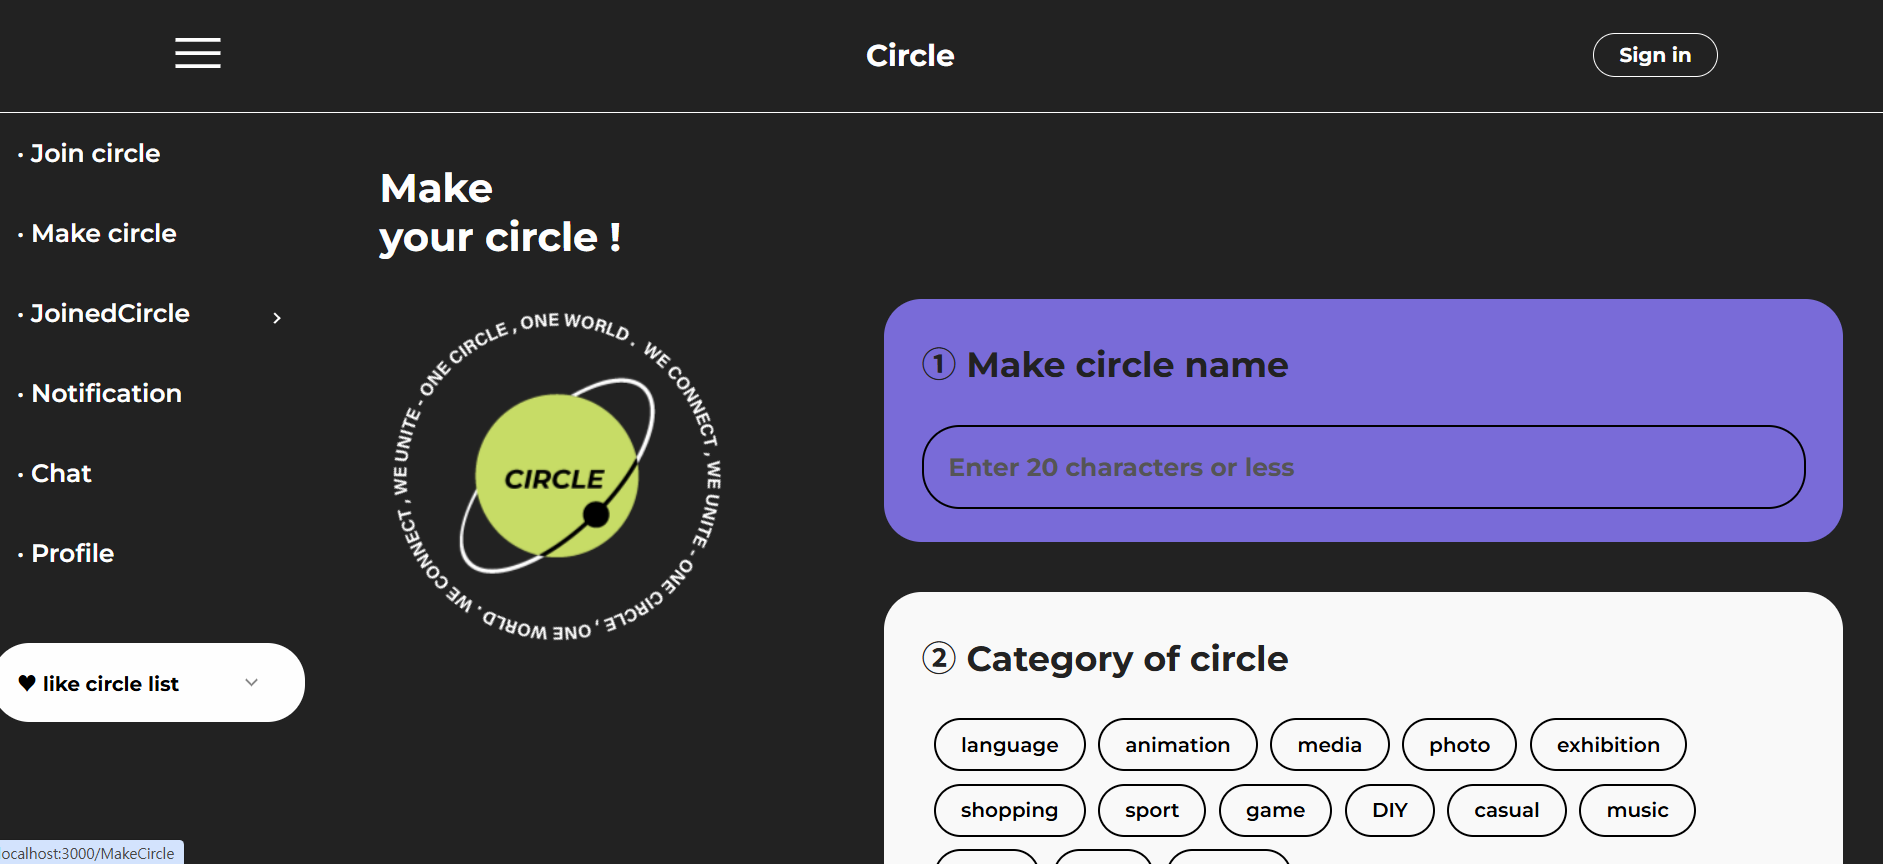 Circle
Sign in
· Join circle
· Make circle
· JoinedCircle
· Notification
· Chat
· Profile
♥ like circle list
Make
your circle !
WE CONNECT , WE UNITE - ONE CIRCLE , ONE WORLD . WE CONNECT , WE UNITE - ONE CIRCLE , ONE WORLD .
CIRCLE
① Make circle name
Enter 20 characters or less
② Category of circle
language animation media photo exhibition
shopping sport game DIY casual music
localhost:3000/MakeCircle